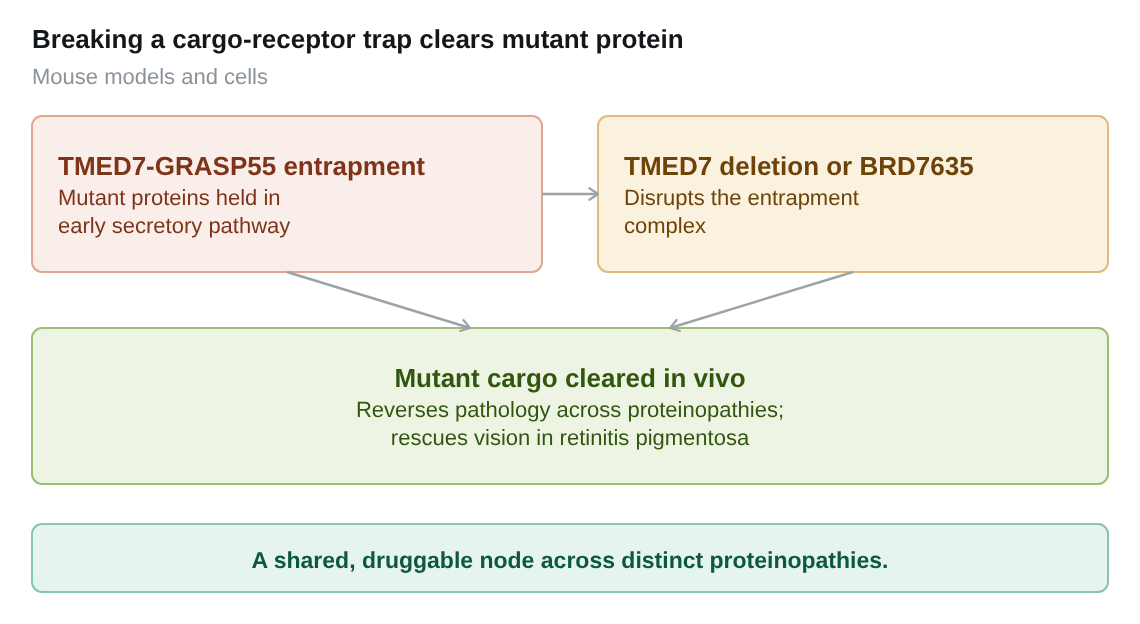 Breaking a cargo-receptor trap clears mutant protein
Mouse models and cells
TMED7-GRASP55 entrapment
Mutant proteins held in
early secretory pathway
TMED7 deletion or BRD7635
Disrupts the entrapment
complex
Mutant cargo cleared in vivo
Reverses pathology across proteinopathies;
rescues vision in retinitis pigmentosa
A shared, druggable node across distinct proteinopathies.